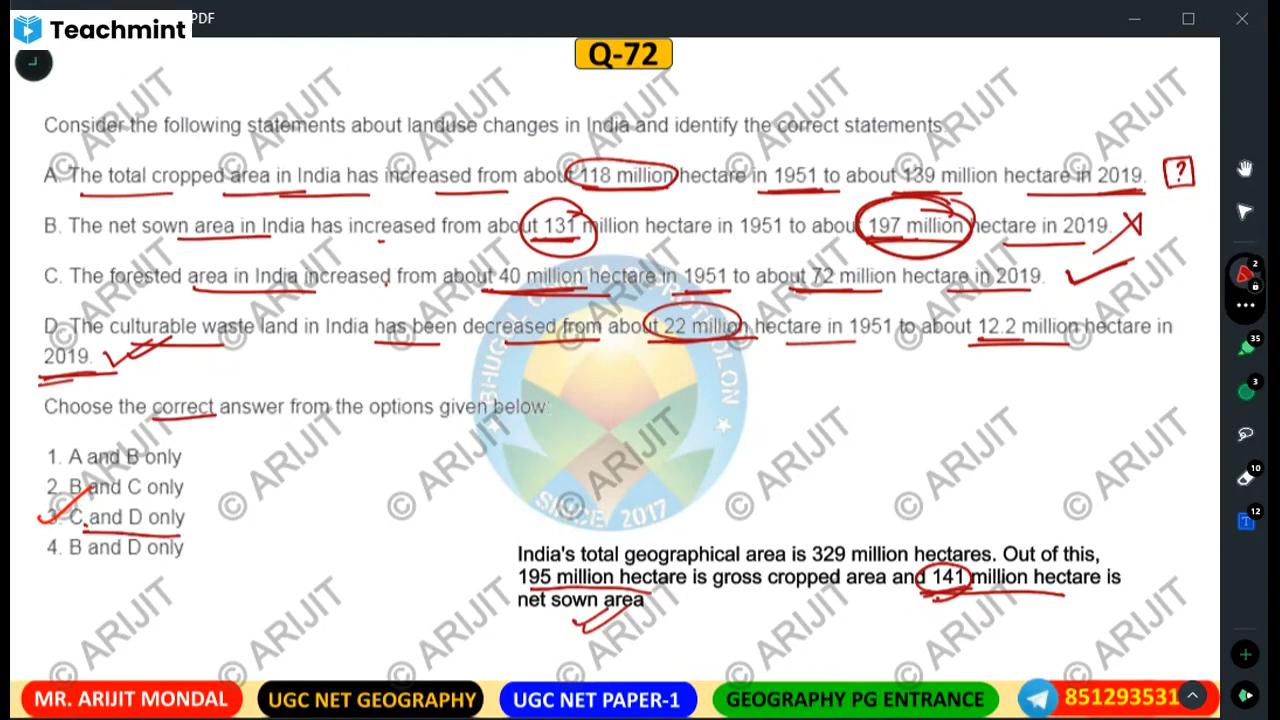 PDF
Teachmint
Q-72
Consider the following statements about landuse changes in India and identify the correct statements.
A. The total cropped area in India has increased from about 118 million hectare in 1951 to about 139 million hectare in 2019. ?
B. The net sown area in India has increased from about 131 million hectare in 1951 to about 197 million hectare in 2019.
C. The forested area in India increased from about 40 million hectare in 1951 to about 72 million hectare in 2019.
D. The culturable waste land in India has been decreased from about 22 million hectare in 1951 to about 12.2 million hectare in
2019.
Choose the correct answer from the options given below:
1. A and B only
2. B and C only
3. C and D only
4. B and D only
India's total geographical area is 329 million hectares. Out of this,
195 million hectare is gross cropped area and 141 million hectare is
net sown area
SINCE 2017
© ARIJIT
MR. ARIJIT MONDAL
UGC NET GEOGRAPHY
UGC NET PAPER-1
GEOGRAPHY PG ENTRANCE
851293531
2
35
3
10
12